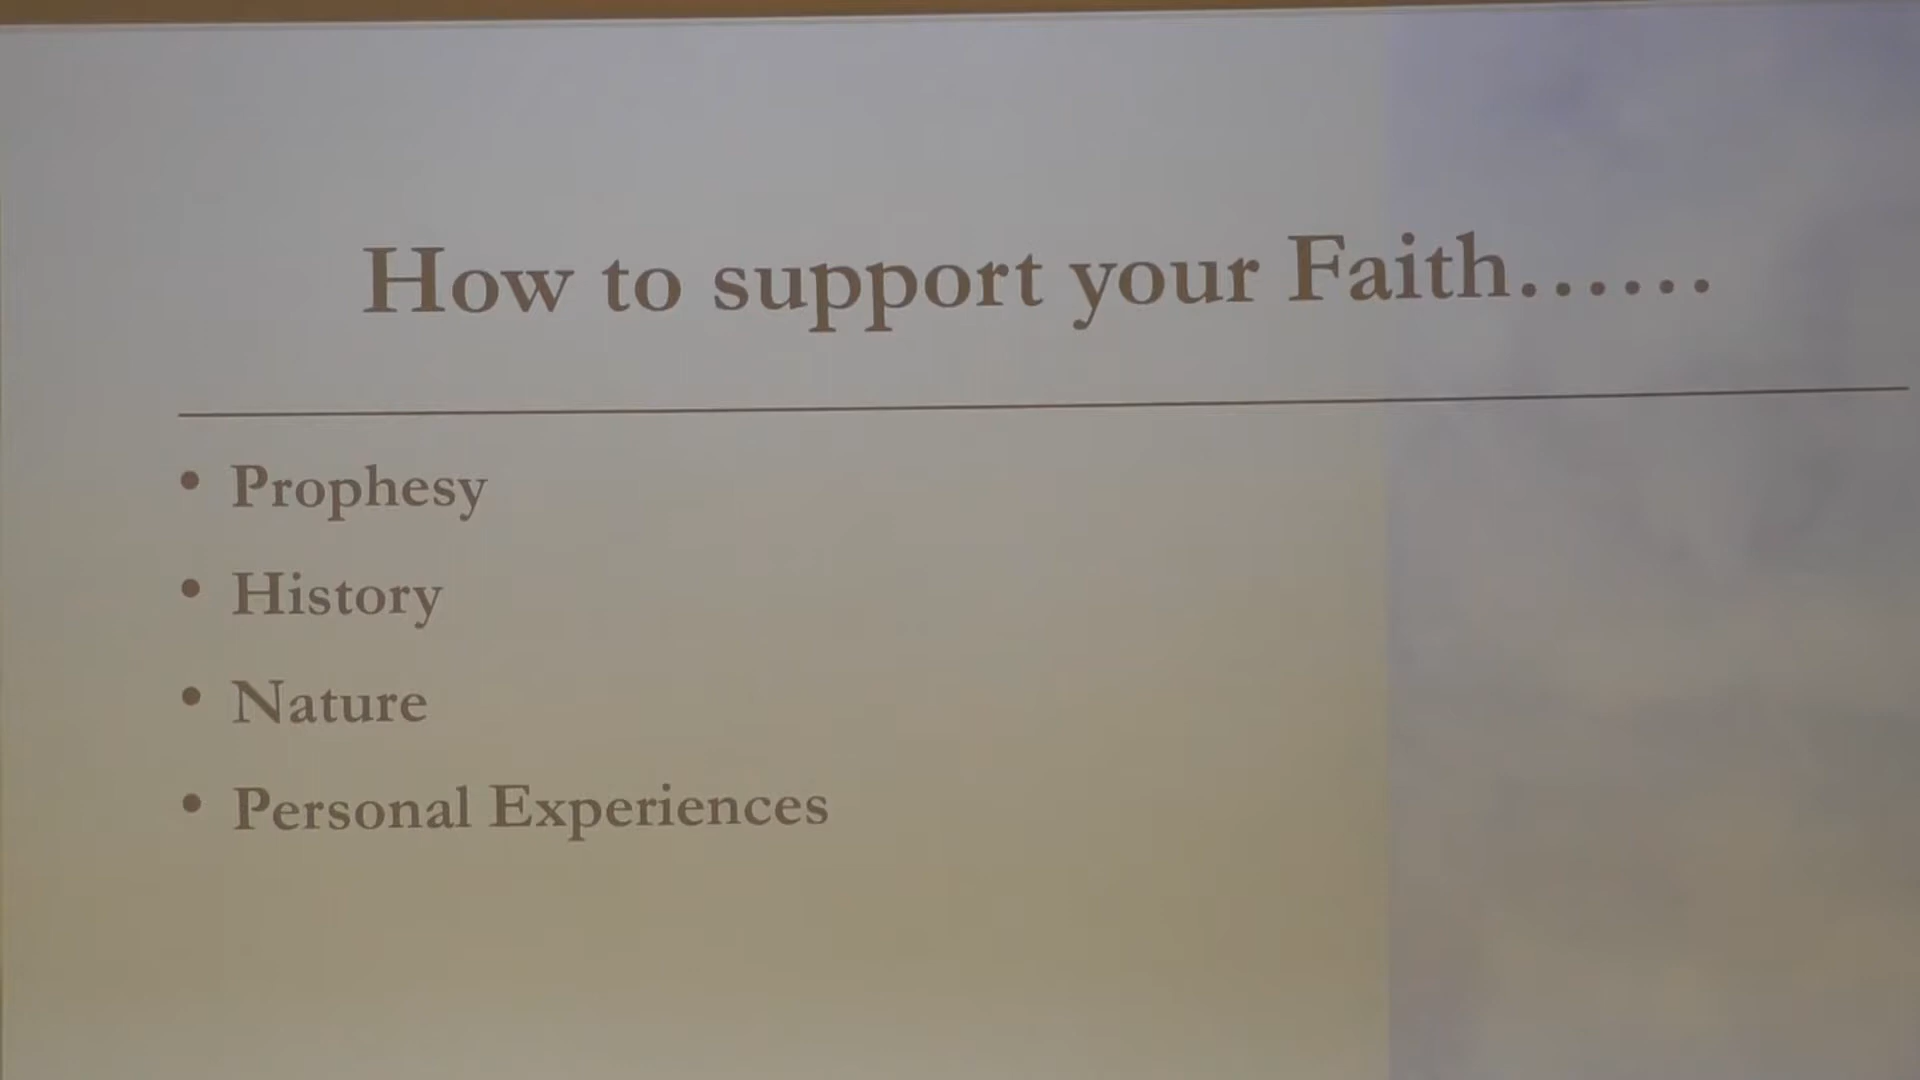 How to support your Faith......
• Prophesy
• History
• Nature
• Personal Experiences